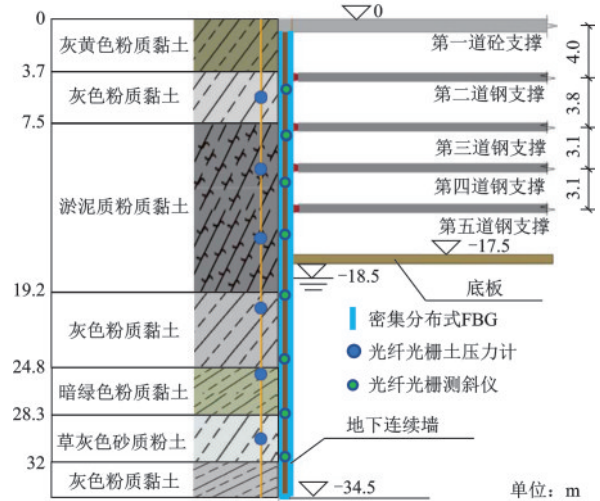 0
0
灰黄色粉质黏土
第一道砼支撑
4.0
3.7
灰色粉质黏土
第二道钢支撑
3.8
7.5
第三道钢支撑
3.1
淤泥质粉质黏土
第四道钢支撑
3.1
第五道钢支撑
−17.5
−18.5
底板
19.2
密集分布式FBG
灰色粉质黏土
光纤光栅土压力计
24.8
暗绿色粉质黏土
光纤光栅测斜仪
28.3
草灰色砂质粉土
地下连续墙
32
灰色粉质黏土
−34.5
单位：m